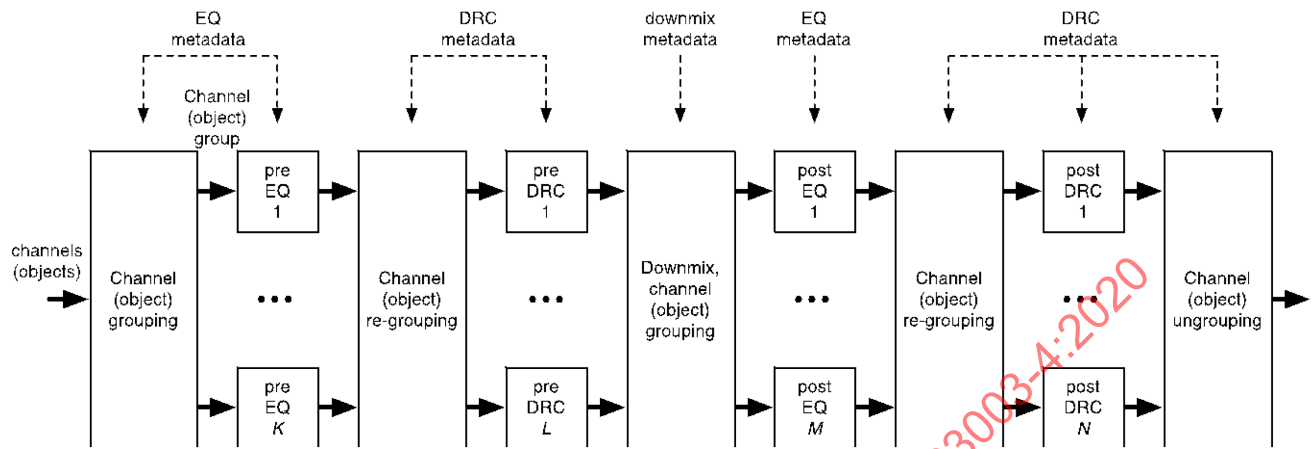 EQ
metadata
DRC
metadata
downmix
metadata
EQ
metadata
DRC
metadata
Channel
(object)
group
channels
(objects)
Channel
(object)
grouping
pre
EQ
1
•••
pre
EQ
K
Channel
(object)
re-grouping
pre
DRC
1
•••
pre
DRC
L
Downmix,
channel
(object)
grouping
post
EQ
1
•••
post
EQ
M
Channel
(object)
re-grouping
post
DRC
1
•••
post
DRC
N
Channel
(object)
ungrouping
3003-4:2020